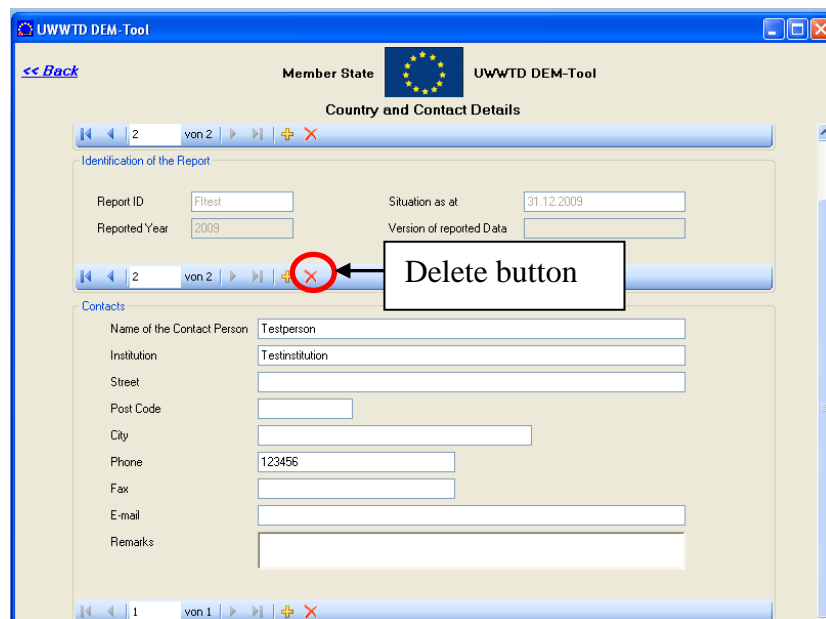 UWWTD DEM-Tool
<< Back
Member State UWWTD DEM-Tool
Country and Contact Details
2 von 2
Identification of the Report
Report ID FItest Situation as at 31.12.2009
Reported Year 2009 Version of reported Data
Delete button
2 von 2
Contacts
Name of the Contact Person Testperson
Institution Testinstitution
Street
Post Code
City
Phone 123456
Fax
E-mail
Remarks
1 von 1